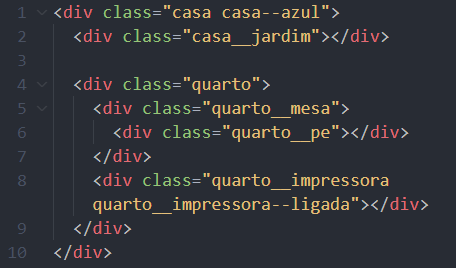 1 <div class="casa casa--azul">
2 <div class="casa__jardim"></div>
3
4 <div class="quarto">
5 <div class="quarto__mesa">
6 <div class="quarto__pe"></div>
7 </div>
8 <div class="quarto__impressora
quarto__impressora--ligada"></div>
9 </div>
10 </div>